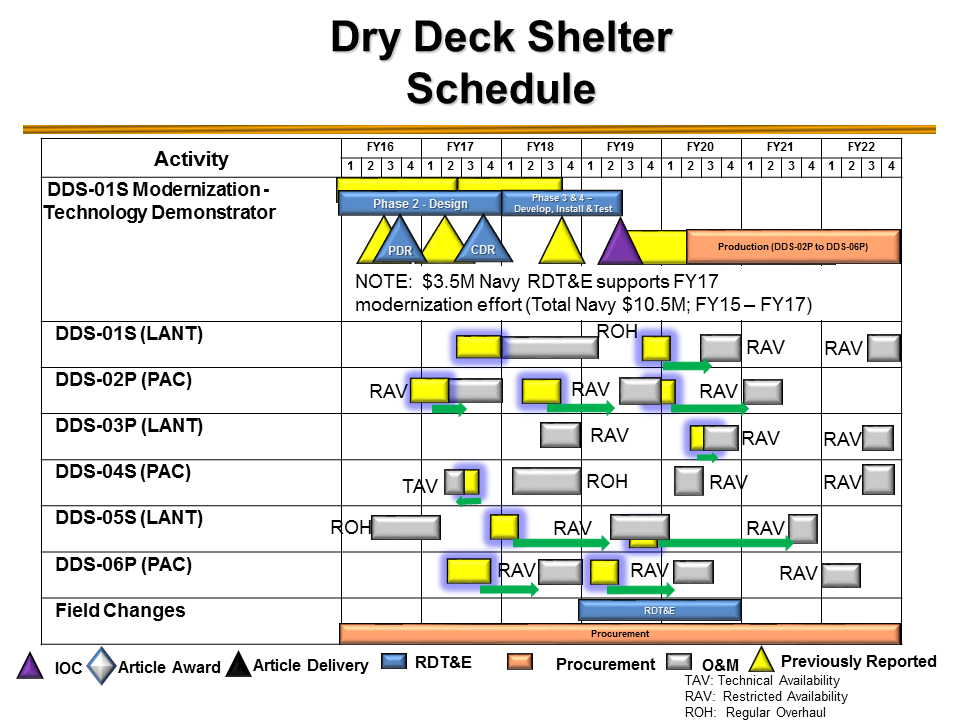 Dry Deck Shelter
Schedule
Activity
FY16 FY17 FY18 FY19 FY20 FY21 FY22
1 2 3 4 1 2 3 4 1 2 3 4 1 2 3 4 1 2 3 4 1 2 3 4 1 2 3 4
DDS-01S Modernization -
Technology Demonstrator
Phase 2 - Design
Phase 3 & 4 –
Develop, Install & Test
PDR
CDR
Production (DDS-02P to DDS-06P)
NOTE: $3.5M Navy RDT&E supports FY17
modernization effort (Total Navy $10.5M; FY15 – FY17)
DDS-01S (LANT)
ROH
RAV
RAV
DDS-02P (PAC)
RAV
RAV
RAV
DDS-03P (LANT)
RAV
RAV
RAV
DDS-04S (PAC)
TAV
ROH
RAV
RAV
DDS-05S (LANT)
ROH
RAV
RAV
DDS-06P (PAC)
RAV
RAV
RAV
Field Changes
RDT&E
Procurement
IOC
Article Award
Article Delivery
RDT&E
Procurement
O&M
Previously Reported
TAV: Technical Availability
RAV: Restricted Availability
ROH: Regular Overhaul